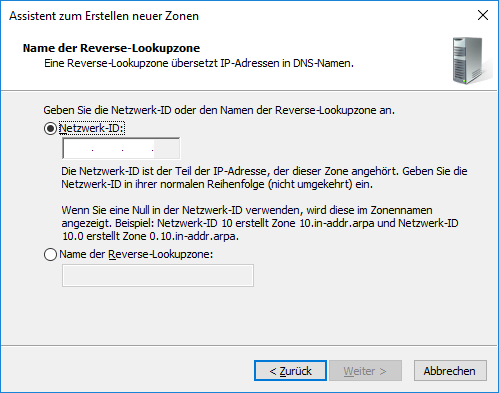 Assistent zum Erstellen neuer Zonen
Name der Reverse-Lookupzone
Eine Reverse-Lookupzone übersetzt IP-Adressen in DNS-Namen.
Geben Sie die Netzwerk-ID oder den Namen der Reverse-Lookupzone an.
Netzwerk-ID:
. . .
Die Netzwerk-ID ist der Teil der IP-Adresse, der dieser Zone angehört. Geben Sie die
Netzwerk-ID in ihrer normalen Reihenfolge (nicht umgekehrt) ein.
Wenn Sie eine Null in der Netzwerk-ID verwenden, wird diese im Zonennamen
angezeigt. Beispiel: Netzwerk-ID 10 erstellt Zone 10.in-addr.arpa und Netzwerk-ID
10.0 erstellt Zone 0.10.in-addr.arpa.
Name der Reverse-Lookupzone:
< Zurück
Weiter >
Abbrechen